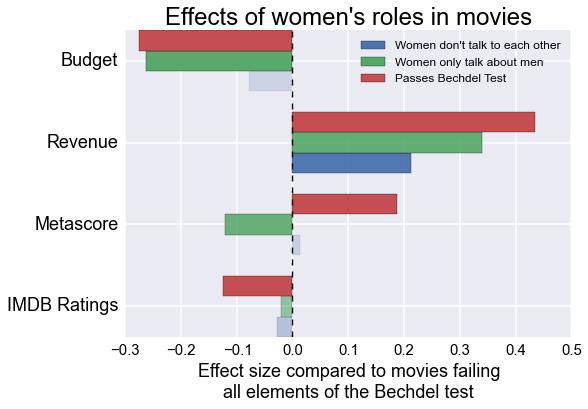 Effects of women's roles in movies
Women don't talk to each other
Women only talk about men
Passes Bechdel Test
Budget
Revenue
Metascore
IMDB Ratings
−0.3 −0.2 −0.1 0.0 0.1 0.2 0.3 0.4 0.5
Effect size compared to movies failing
all elements of the Bechdel test